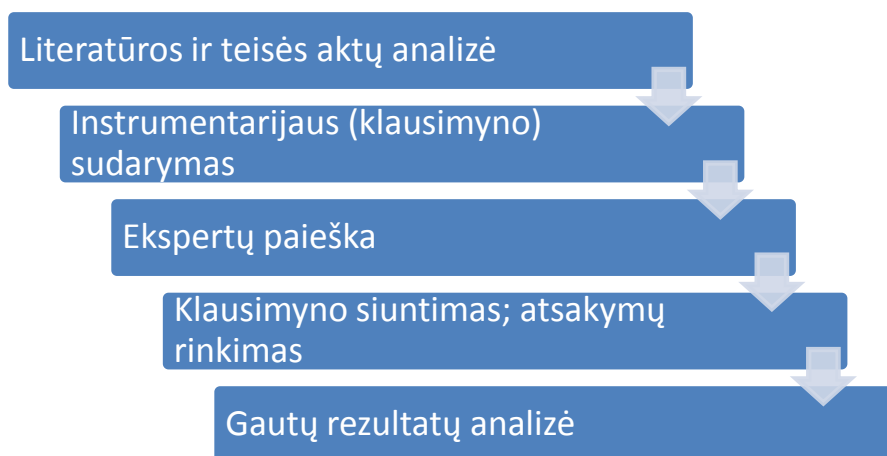 Literatūros ir teisės aktų analizė
Instrumentarijaus (klausimyno)
sudarymas
Ekspertų paieška
Klausimyno siuntimas; atsakymų
rinkimas
Gautų rezultatų analizė